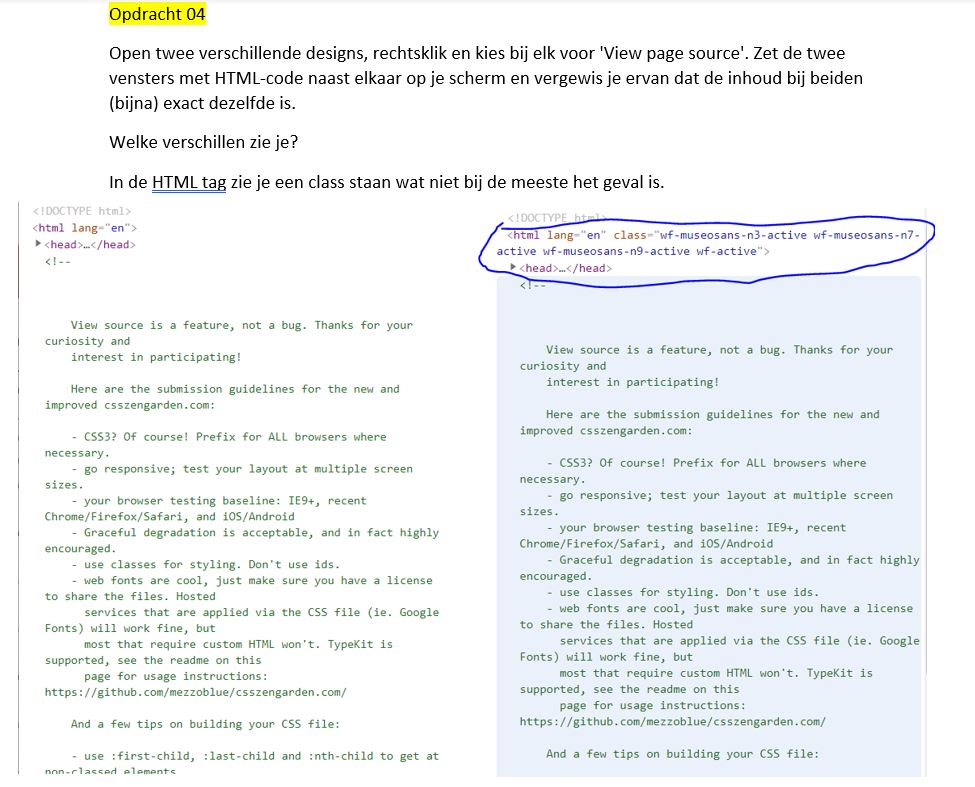 Opdracht 04
Open twee verschillende designs, rechtsklik en kies bij elk voor 'View page source'. Zet de twee
vensters met HTML-code naast elkaar op je scherm en vergewis je ervan dat de inhoud bij beiden
(bijna) exact dezelfde is.
Welke verschillen zie je?
In de HTML tag zie je een class staan wat niet bij de meeste het geval is.
<!DOCTYPE html>
<html lang="en">
<head>…</head>
<!--
View source is a feature, not a bug. Thanks for your
curiosity and
interest in participating!
Here are the submission guidelines for the new and
improved csszengarden.com:
- CSS3? Of course! Prefix for ALL browsers where
necessary.
- go responsive; test your layout at multiple screen
sizes.
- your browser testing baseline: IE9+, recent
Chrome/Firefox/Safari, and iOS/Android
- Graceful degradation is acceptable, and in fact highly
encouraged.
- use classes for styling. Don't use ids.
- web fonts are cool, just make sure you have a license
to share the files. Hosted
services that are applied via the CSS file (ie. Google
Fonts) will work fine, but
most that require custom HTML won't. TypeKit is
supported, see the readme on this
page for usage instructions:
https://github.com/mezzoblue/csszengarden.com/
And a few tips on building your CSS file:
- use :first-child, :last-child and :nth-child to get at
non-classed elements
<!DOCTYPE html>
<html lang="en" class="wf-museosans-n3-active wf-museosans-n7-
active wf-museosans-n9-active wf-active">
<head>…</head>
<!--
View source is a feature, not a bug. Thanks for your
curiosity and
interest in participating!
Here are the submission guidelines for the new and
improved csszengarden.com:
- CSS3? Of course! Prefix for ALL browsers where
necessary.
- go responsive; test your layout at multiple screen
sizes.
- your browser testing baseline: IE9+, recent
Chrome/Firefox/Safari, and iOS/Android
- Graceful degradation is acceptable, and in fact highly
encouraged.
- use classes for styling. Don't use ids.
- web fonts are cool, just make sure you have a license
to share the files. Hosted
services that are applied via the CSS file (ie. Google
Fonts) will work fine, but
most that require custom HTML won't. TypeKit is
supported, see the readme on this
page for usage instructions:
https://github.com/mezzoblue/csszengarden.com/
And a few tips on building your CSS file: